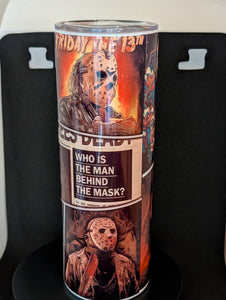 FRIDAY THE 13TH
WHO IS
THE MAN
BEHIND
THE MASK?